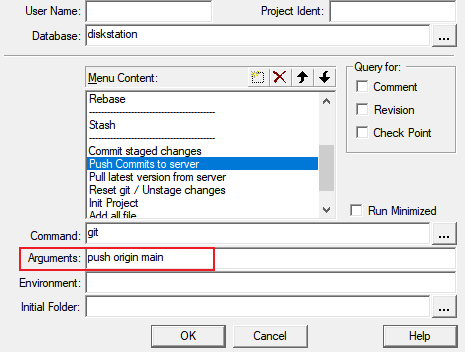 User Name: Project Ident:
Database: diskstation ...
Menu Content: Query for:
Rebase
Comment
------------------------------------------
Stash
Revision
------------------------------------------
Commit staged changes
Check Point
Push Commits to server
Pull latest version from server
Reset git / Unstage changes
Init Project
Add all file
Run Minimized
Command: git ...
Arguments: push origin main
Environment:
Initial Folder: ...
OK Cancel Help